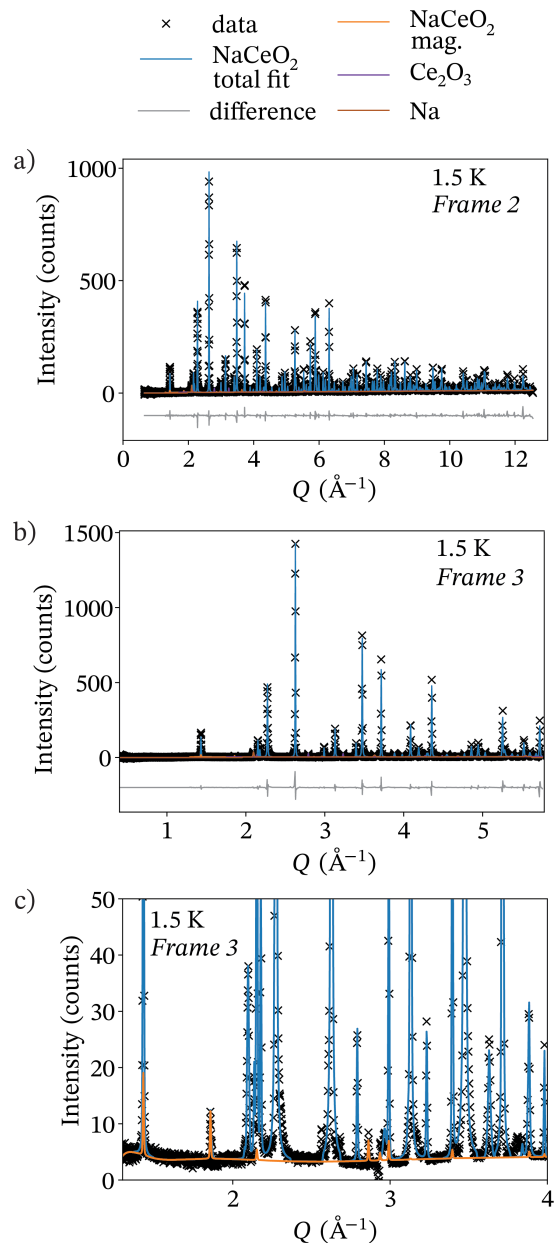 × data
NaCeO₂
total fit
difference
NaCeO₂
mag.
Ce₂O₃
Na
a)
1.5 K
Frame 2
Intensity (counts)
1000
500
0
0 2 4 6 8 10 12
Q (Å⁻¹)
b)
1.5 K
Frame 3
Intensity (counts)
1500
1000
500
0
1 2 3 4 5
Q (Å⁻¹)
c)
1.5 K
Frame 3
Intensity (counts)
50
40
30
20
10
0
2 3 4
Q (Å⁻¹)